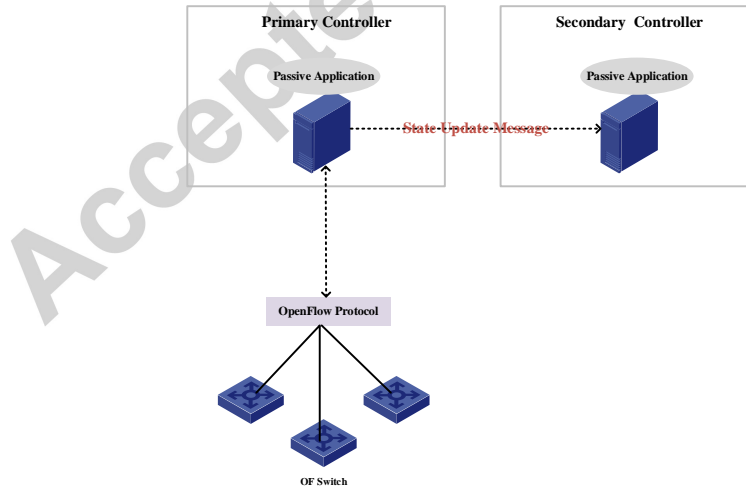 Primary Controller
Secondary Controller
Passive Application
Passive Application
State Update Message
OpenFlow Protocol
OF Switch
Accepte